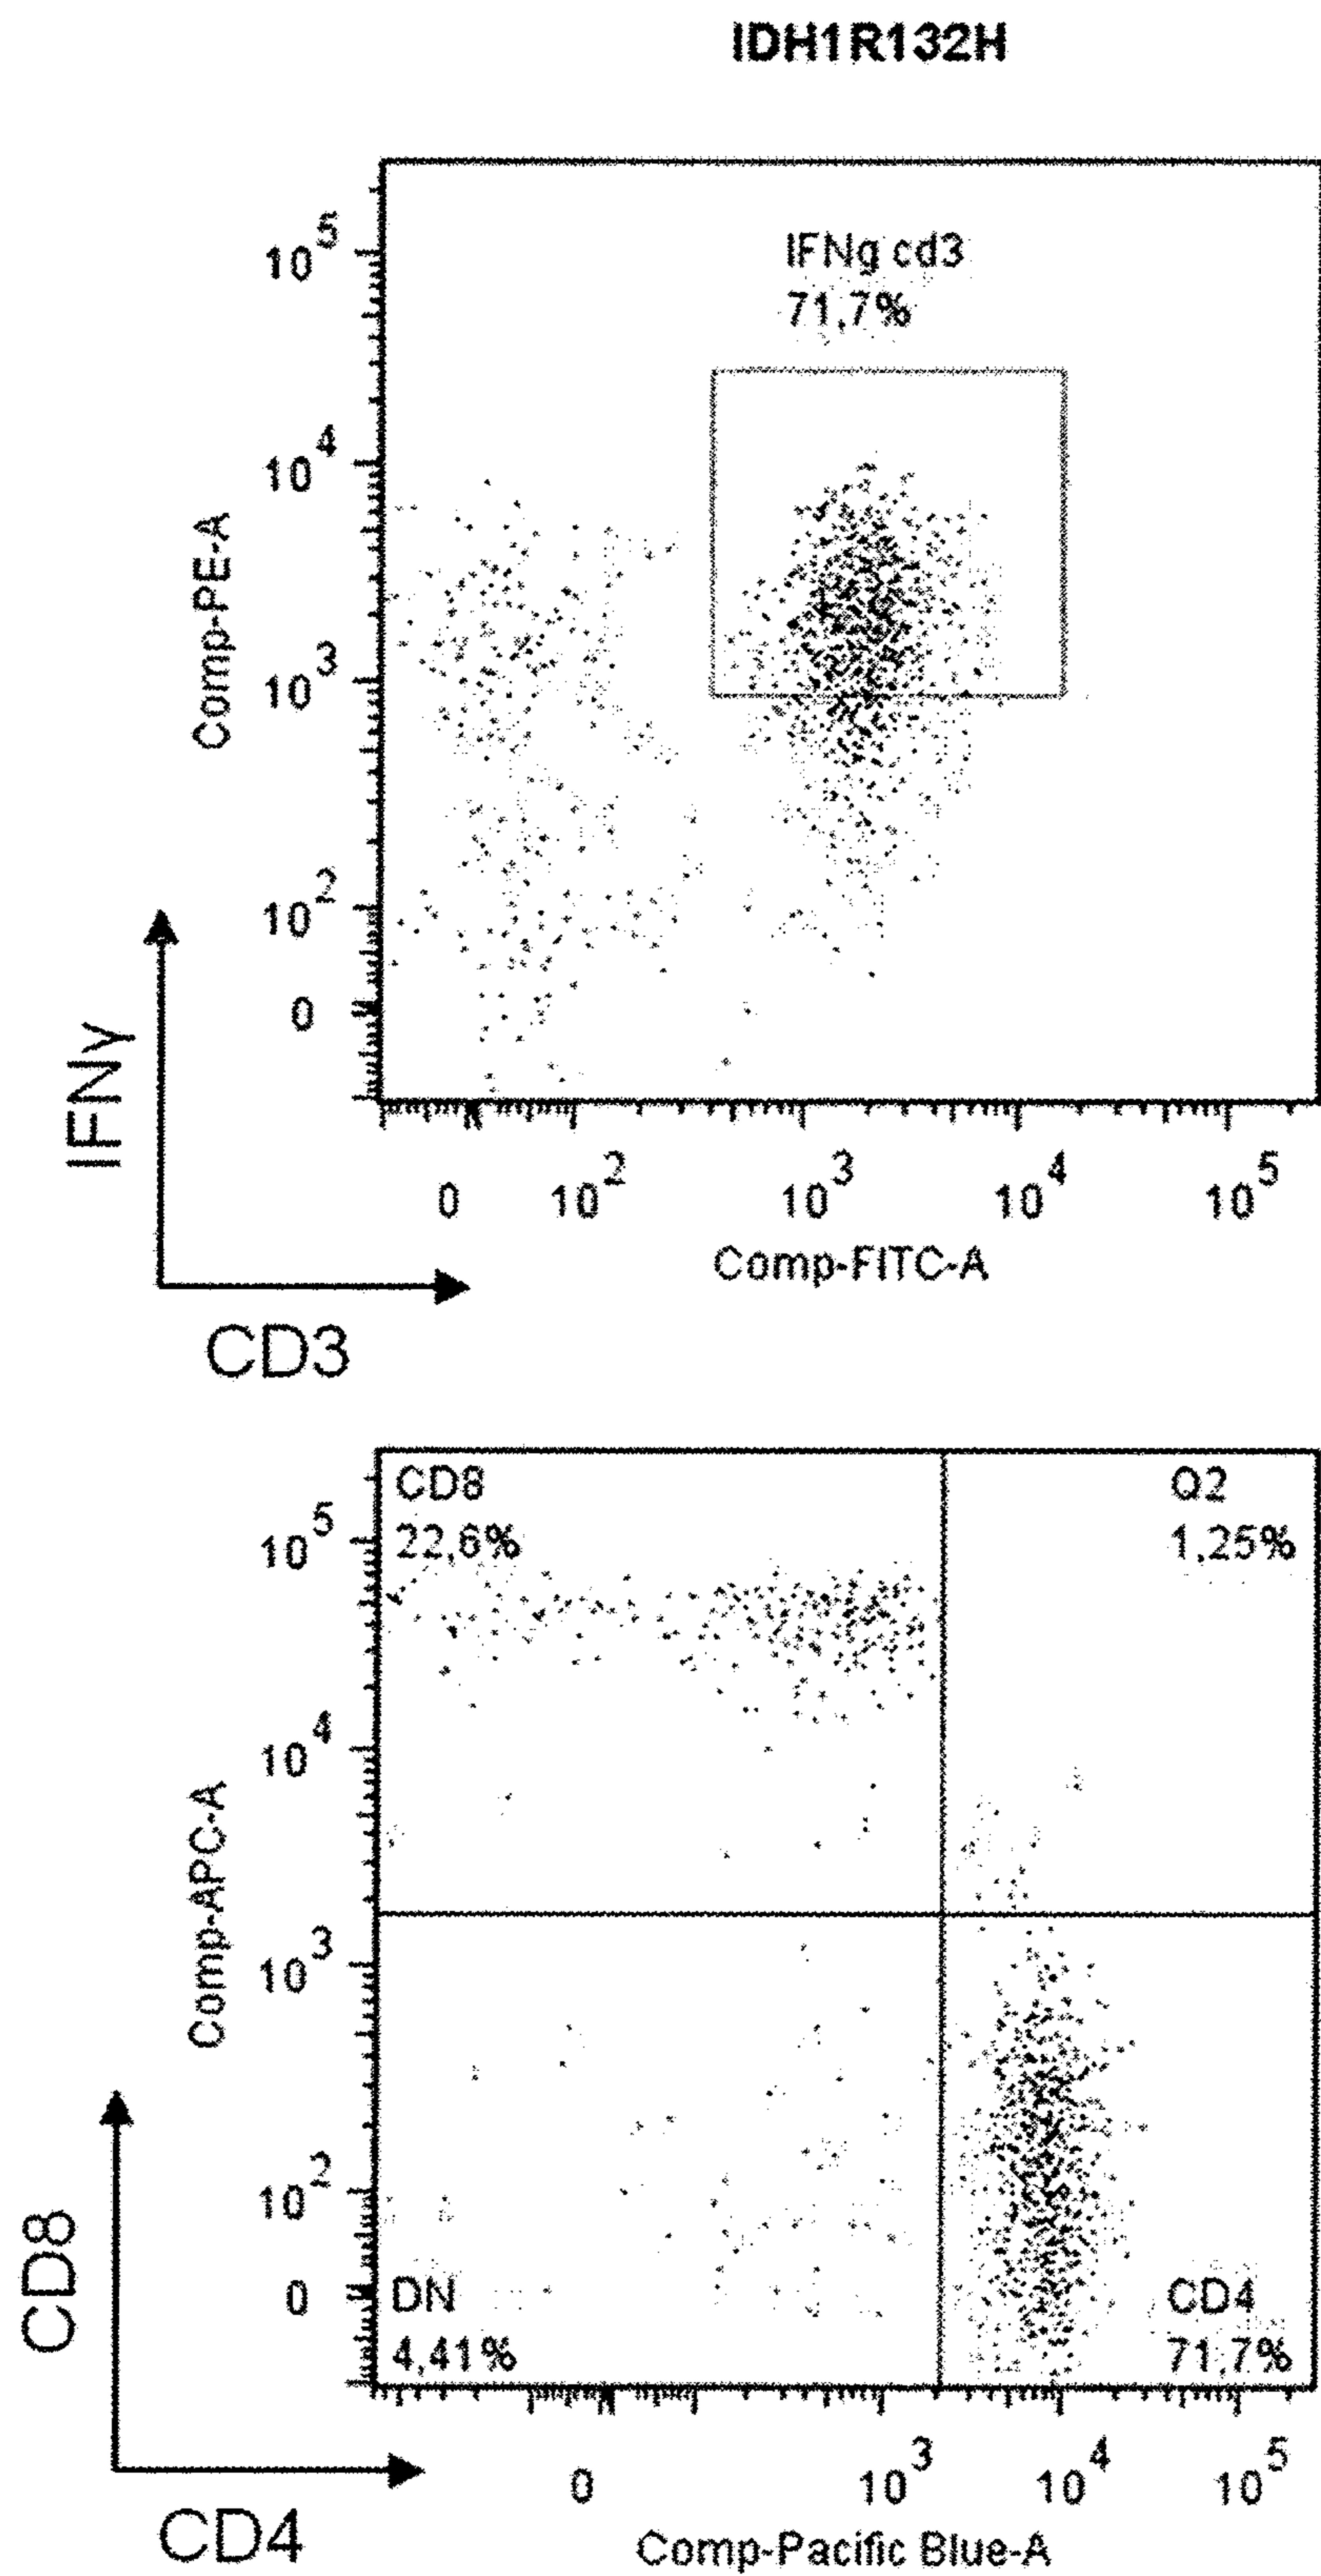 IDH1R132H
10^5
IFNg cd3
71,7%
10^4
Comp-PE-A
10^3
10^2
0
IFNγ
0 10^2 10^3 10^4 10^5
Comp-FITC-A
CD3
CD8
22,6%
Q2
1,25%
10^5
10^4
Comp-APC-A
10^3
10^2
0
CD8
DN
4,41%
CD4
71,7%
0 10^3 10^4 10^5
Comp-Pacific Blue-A
CD4